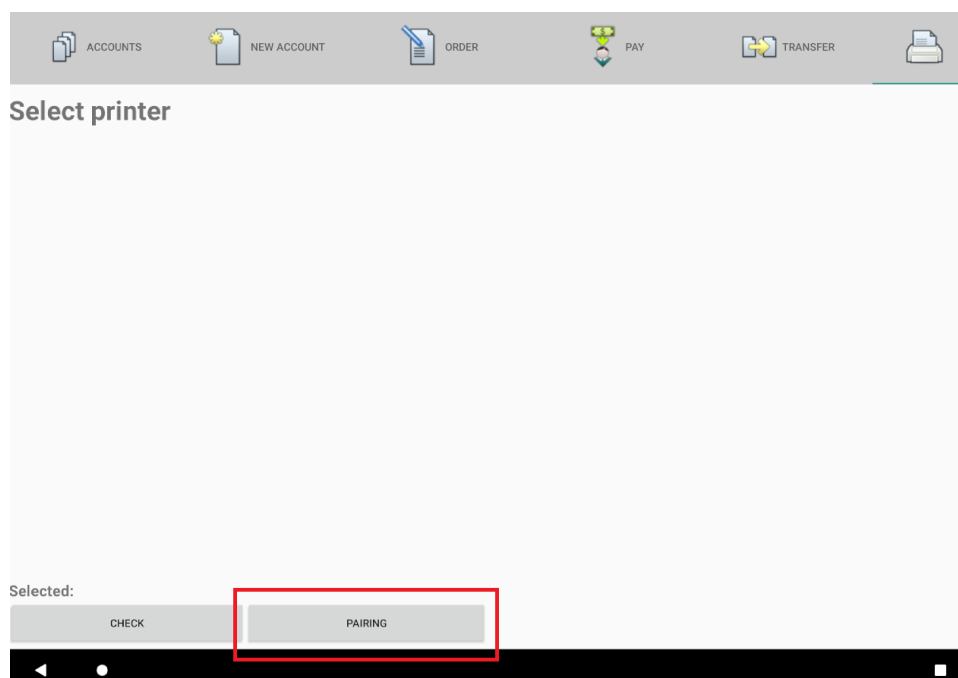 ACCOUNTS
NEW ACCOUNT
ORDER
PAY
TRANSFER
Select printer
Selected:
CHECK
PAIRING